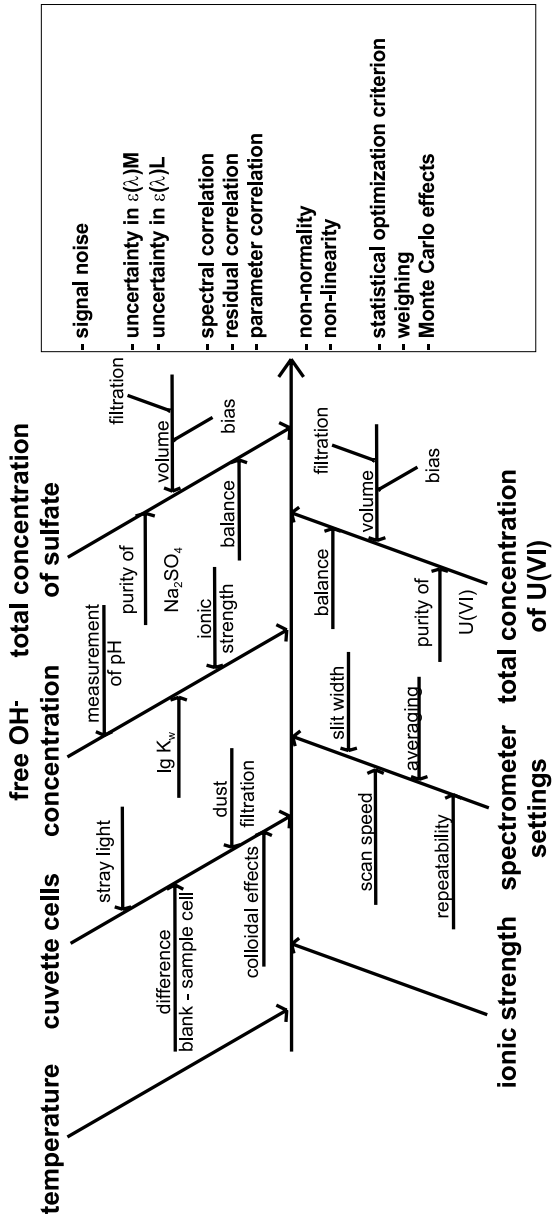 temperature
cuvette cells
free OH-
concentration
total concentration
of sulfate
stray light
difference
blank - sample cell
dust
filtration
colloidal effects
measurement
of pH
lg Kw
ionic
strength
purity of
Na2SO4
volume
filtration
bias
balance
ionic strength
spectrometer
settings
total concentration
of U(VI)
slit width
scan speed
averaging
repeatability
balance
volume
filtration
bias
purity of
U(VI)
- signal noise
- uncertainty in ε(λ)M
- uncertainty in ε(λ)L
- spectral correlation
- residual correlation
- parameter correlation
- non-normality
- non-linearity
- statistical optimization criterion
- weighing
- Monte Carlo effects